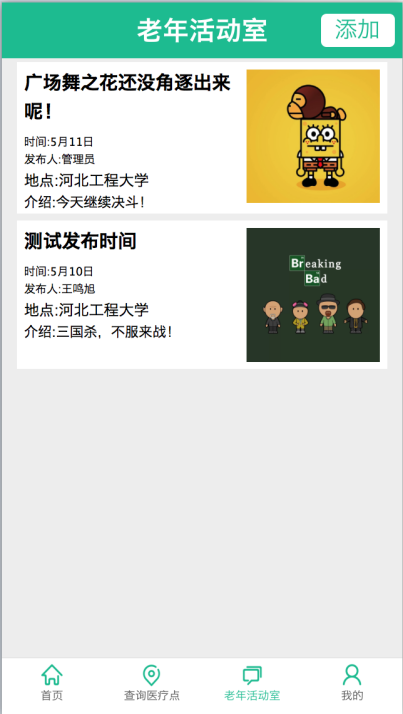 老年活动室
添加
广场舞之花还没角逐出来
呢！
时间:5月11日
发布人:管理员
地点:河北工程大学
介绍:今天继续决斗！
测试发布时间
时间:5月10日
发布人:王鸣旭
地点:河北工程大学
介绍:三国杀，不服来战！
Breaking
Bad
首页
查询医疗点
老年活动室
我的